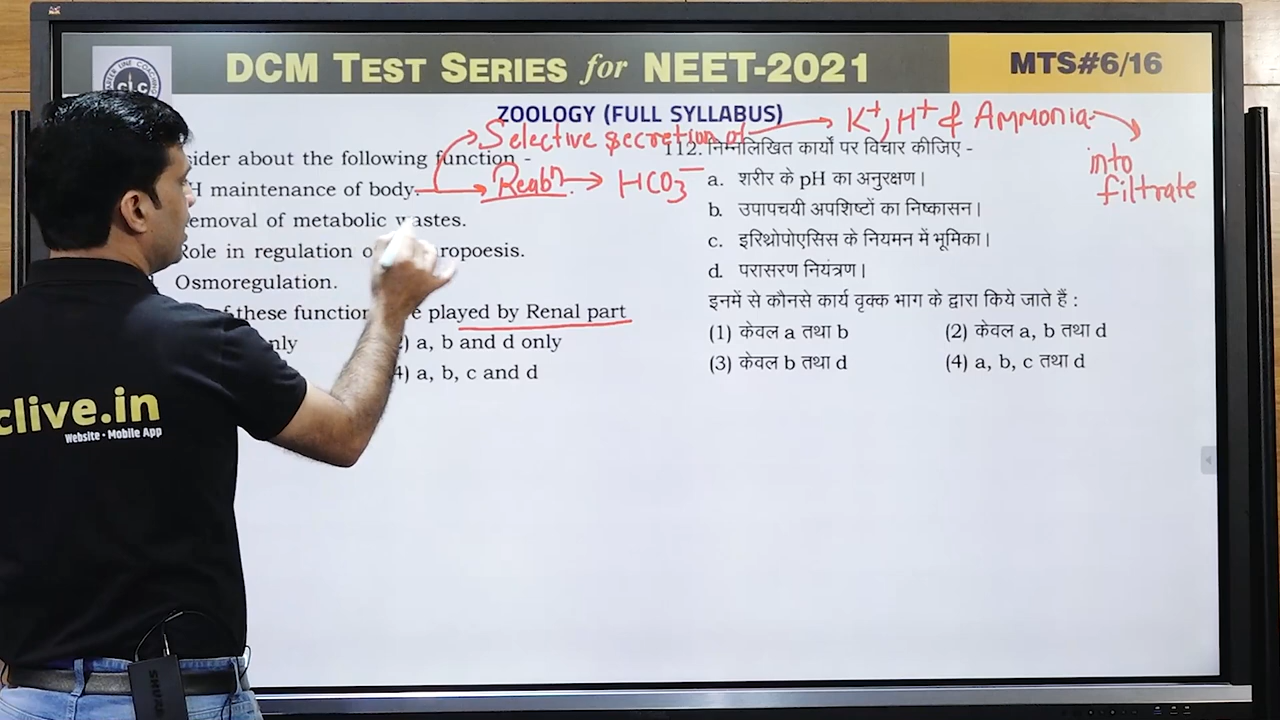 DCM TEST SERIES for NEET-2021
MTS#6/16
ZOOLOGY (FULL SYLLABUS)
Selective secretion of → K⁺, H⁺ & Ammonia
into
filtrate
Reabⁿ. → HCO₃⁻
about the following function -
H maintenance of body.
of metabolic wastes.
Role in regulation
Osmoregulation.
these function played by Renal part
a, b and d only
4) a, b, c and d
112. निम्नलिखित कार्यों पर विचार कीजिए -
a. शरीर के pH का अनुरक्षण।
b. उपापचयी अपशिष्टों का निष्कासन।
c. इरिथ्रोपोएसिस के नियमन में भूमिका।
d. परासरण नियंत्रण।
इनमें से कौनसे कार्य वृक्क भाग के द्वारा किये जाते हैं :
(1) केवल a तथा b (2) केवल a, b तथा d
(3) केवल b तथा d (4) a, b, c तथा d
clive.in
Website • Mobile App